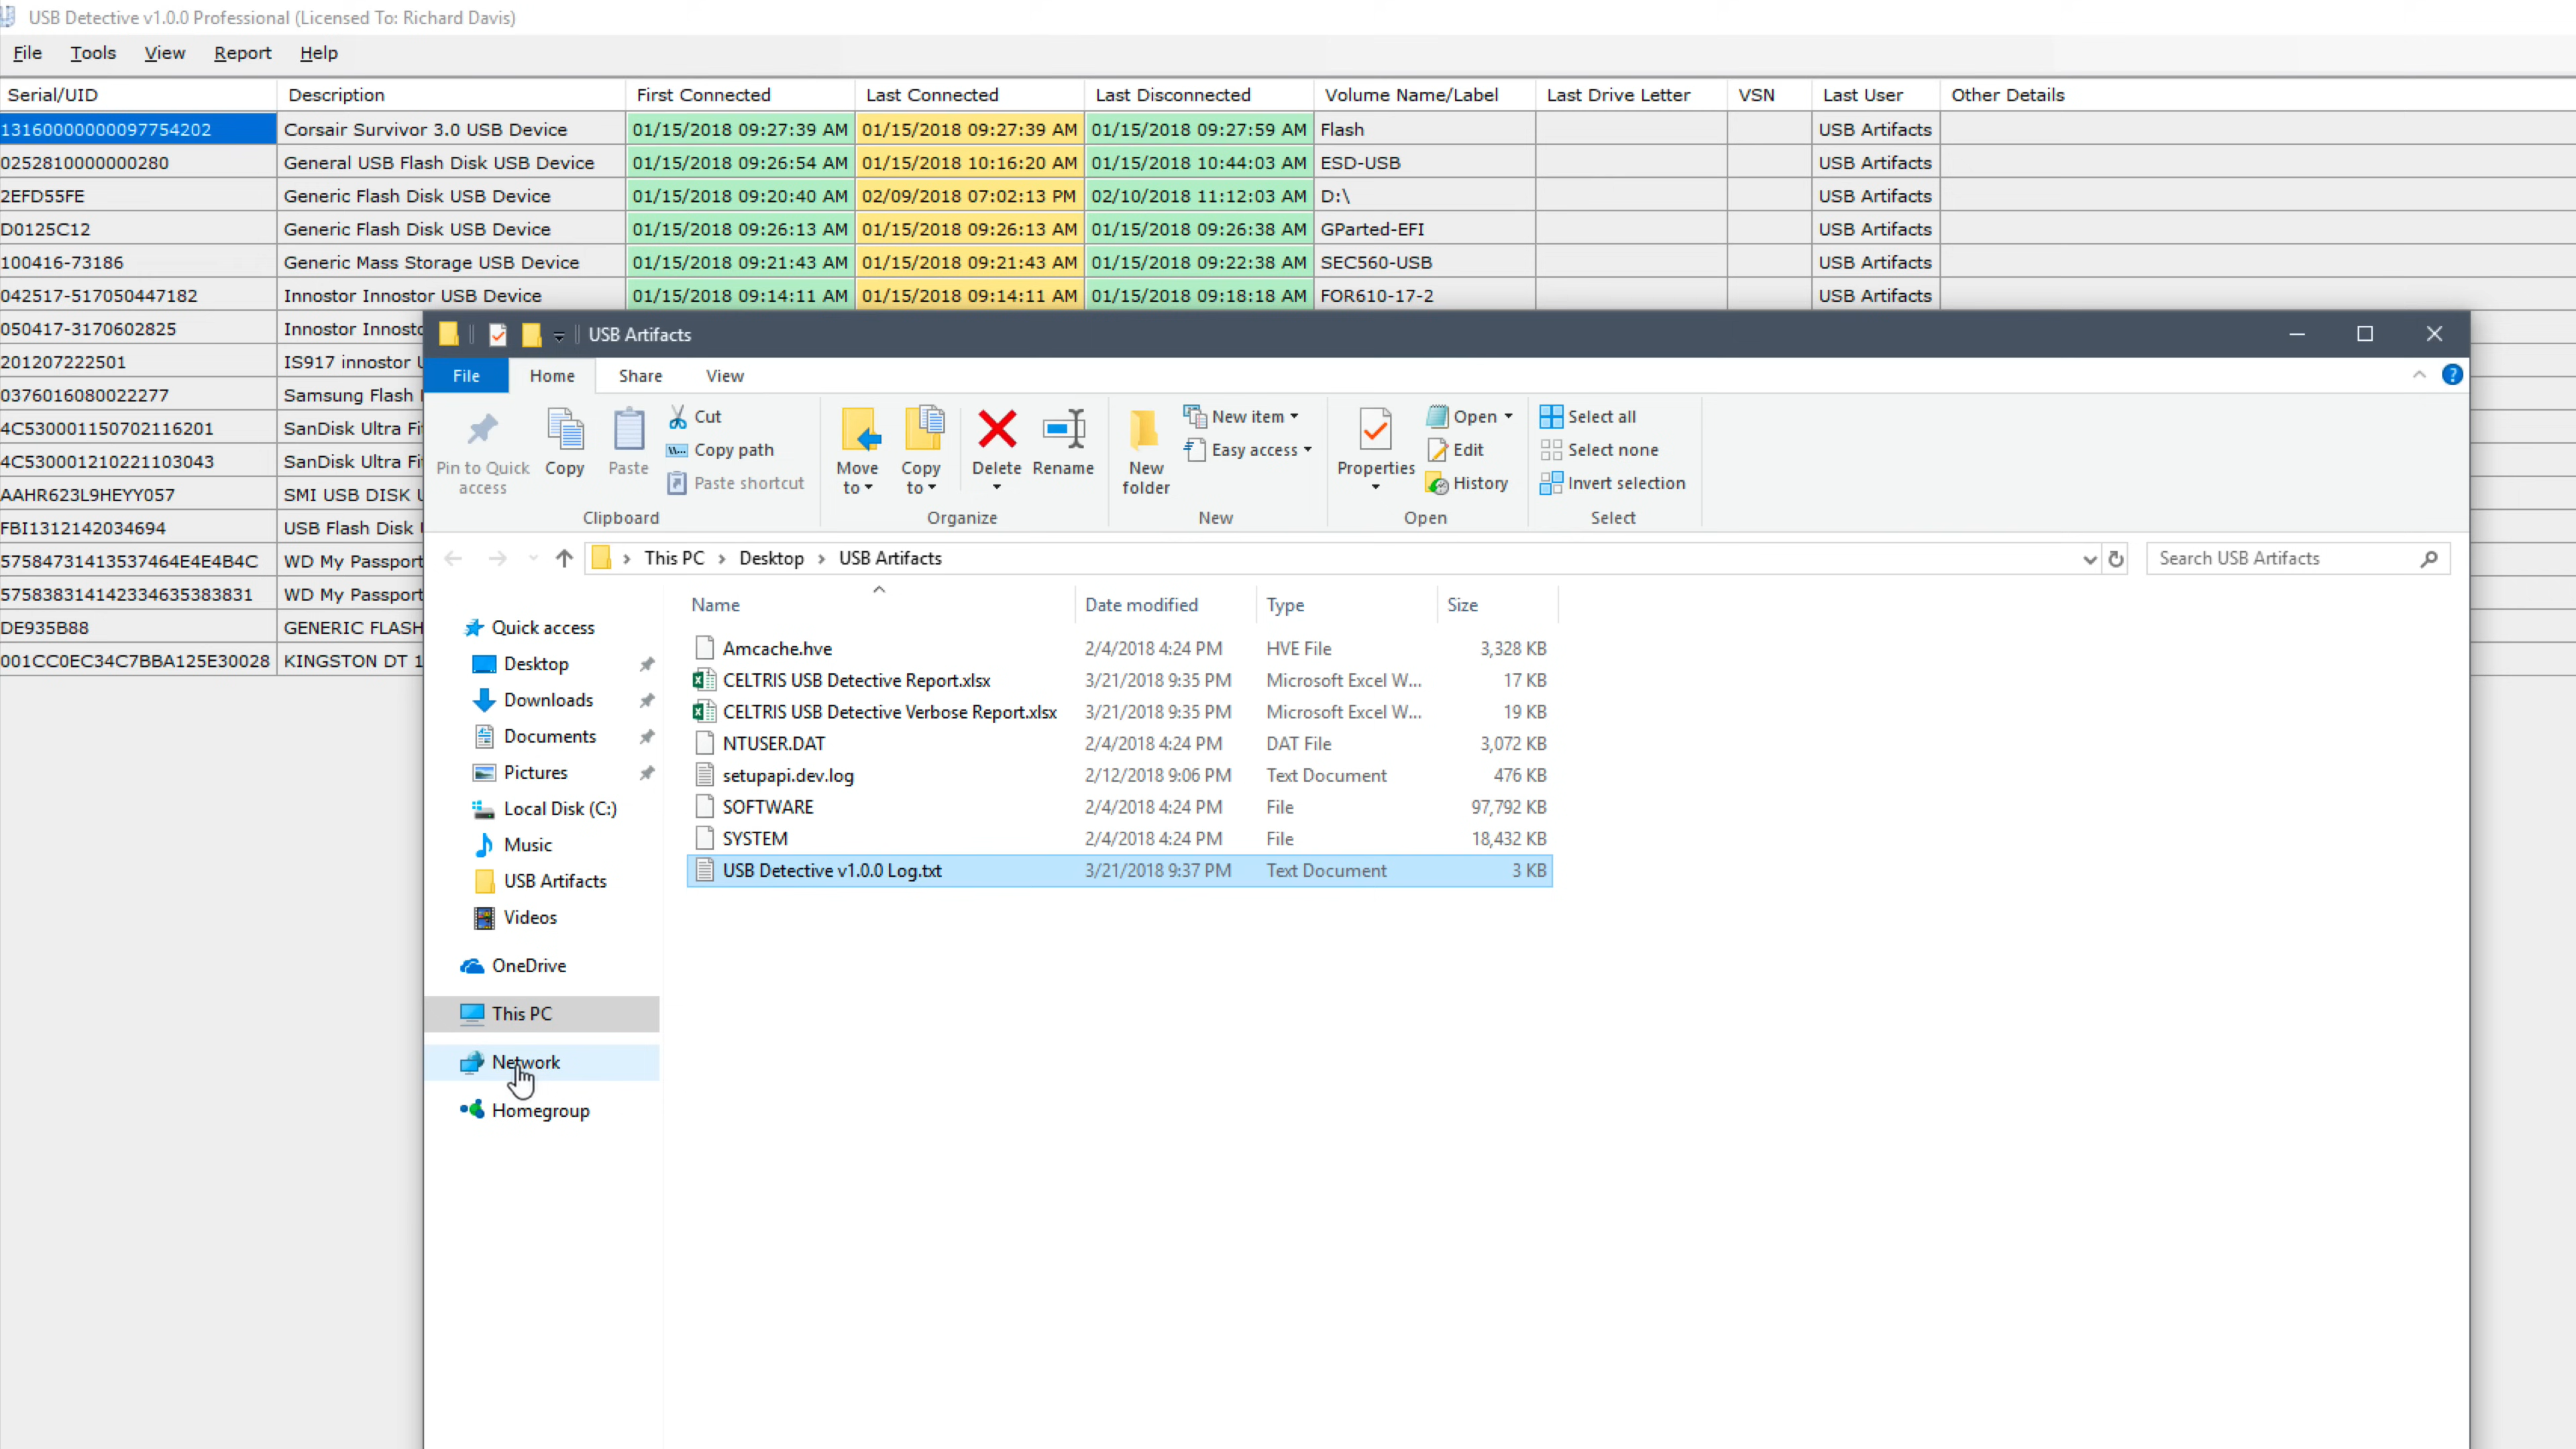 USB Detective v1.0.0 Professional (Licensed To: Richard Davis)
File Tools View Report Help
Serial/UID Description First Connected Last Connected Last Disconnected Volume Name/Label Last Drive Letter VSN Last User Other Details
13160000000097754202 Corsair Survivor 3.0 USB Device 01/15/2018 09:27:39 AM 01/15/2018 09:27:39 AM 01/15/2018 09:27:59 AM Flash USB Artifacts
0252810000000280 General USB Flash Disk USB Device 01/15/2018 09:26:54 AM 01/15/2018 10:16:20 AM 01/15/2018 10:44:03 AM ESD-USB USB Artifacts
2EFD55FE Generic Flash Disk USB Device 01/15/2018 09:20:40 AM 02/09/2018 07:02:13 PM 02/10/2018 11:12:03 AM D:\ USB Artifacts
D0125C12 Generic Flash Disk USB Device 01/15/2018 09:26:13 AM 01/15/2018 09:26:13 AM 01/15/2018 09:26:38 AM GParted-EFI USB Artifacts
100416-73186 Generic Mass Storage USB Device 01/15/2018 09:21:43 AM 01/15/2018 09:21:43 AM 01/15/2018 09:22:38 AM SEC560-USB USB Artifacts
042517-517050447182 Innostor Innostor USB Device 01/15/2018 09:14:11 AM 01/15/2018 09:14:11 AM 01/15/2018 09:18:18 AM FOR610-17-2 USB Artifacts
050417-3170602825 Innostor Innostc
201207222501 IS917 innostor U
0376016080022277 Samsung Flash
4C530001150702116201 SanDisk Ultra Fi
4C530001210221103043 SanDisk Ultra Fi
AAHR623L9HEYY057 SMI USB DISK U
FBI1312142034694 USB Flash Disk
57584731413537464E4E4B4C WD My Passport
575838314142334635383831 WD My Passport
DE935B88 GENERIC FLASH
001CC0EC34C7BBA125E30028 KINGSTON DT 1
USB Artifacts
File Home Share View
Pin to Quick access
Copy
Paste
Cut
Copy path
Paste shortcut
Clipboard
Move to
Copy to
Delete
Rename
Organize
New folder
New item
Easy access
New
Properties
Open
Edit
History
Open
Select all
Select none
Invert selection
Select
This PC > Desktop > USB Artifacts
Search USB Artifacts
Quick access
Desktop
Downloads
Documents
Pictures
Local Disk (C:)
Music
USB Artifacts
Videos
OneDrive
This PC
Network
Homegroup
Name Date modified Type Size
Amcache.hve 2/4/2018 4:24 PM HVE File 3,328 KB
CELTRIS USB Detective Report.xlsx 3/21/2018 9:35 PM Microsoft Excel W... 17 KB
CELTRIS USB Detective Verbose Report.xlsx 3/21/2018 9:35 PM Microsoft Excel W... 19 KB
NTUSER.DAT 2/4/2018 4:24 PM DAT File 3,072 KB
setupapi.dev.log 2/12/2018 9:06 PM Text Document 476 KB
SOFTWARE 2/4/2018 4:24 PM File 97,792 KB
SYSTEM 2/4/2018 4:24 PM File 18,432 KB
USB Detective v1.0.0 Log.txt 3/21/2018 9:37 PM Text Document 3 KB